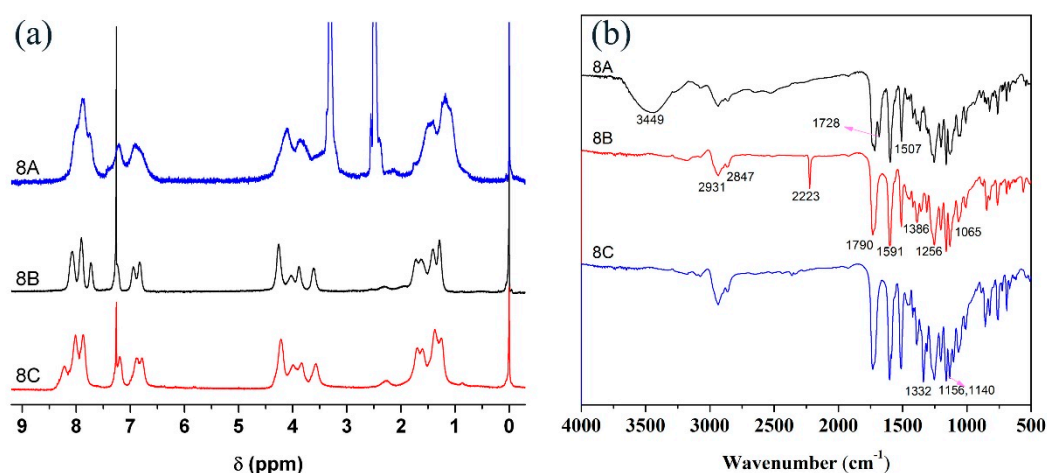 (a)
8A
8B
8C
9 8 7 6 5 4 3 2 1 0
δ (ppm)
(b)
8A
3449
1728
1507
8B
2931
2847
2223
1790
1591
1386
1256
1065
8C
1332
1156,1140
4000 3500 3000 2500 2000 1500 1000 500
Wavenumber (cm⁻¹)